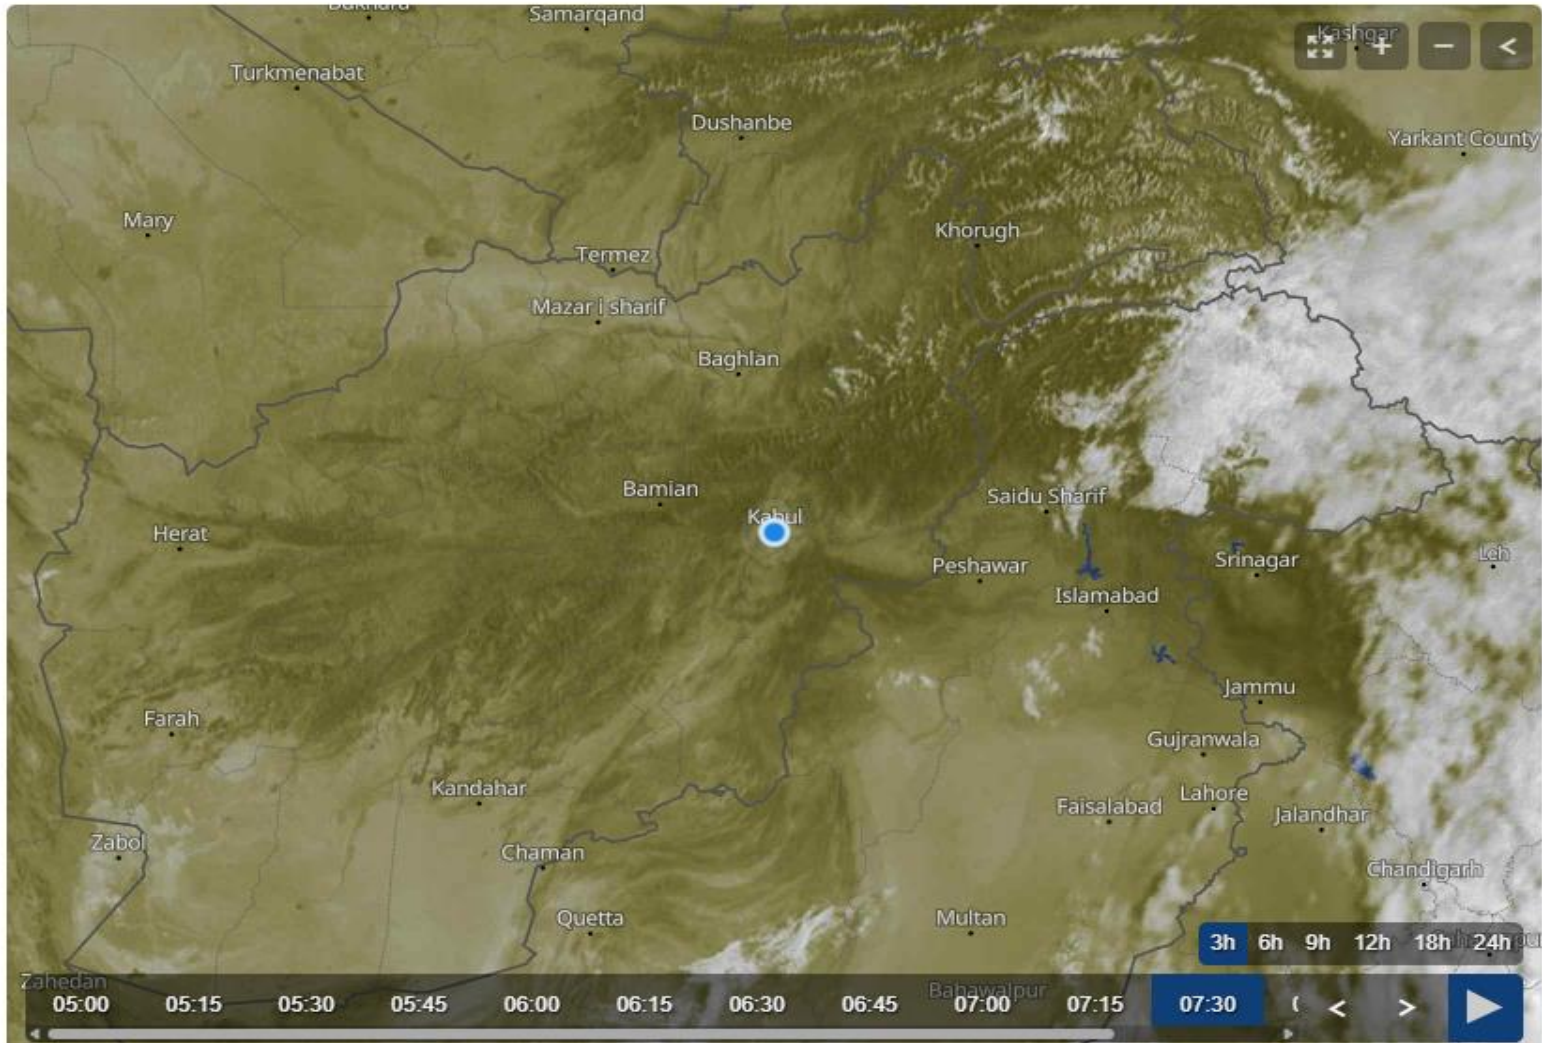 Samarqand
Kashgar
+
−
<
Turkmenabat
Dushanbe
Yarkant County
Mary
Khorugh
Termez
Mazar i sharif
Baghlan
Bamian
Saidu Sharif
Kabul
Herat
Srinagar
Leh
Peshawar
Islamabad
Jammu
Farah
Gujranwala
Kandahar
Lahore
Faisalabad
Jalandhar
Zabol
Chaman
Chandigarh
Quetta
Multan
3h 6h 9h 12h 18h 24h
Zahedan
Bahawalpur
05:00 05:15 05:30 05:45 06:00 06:15 06:30 06:45 07:00 07:15 07:30 < >